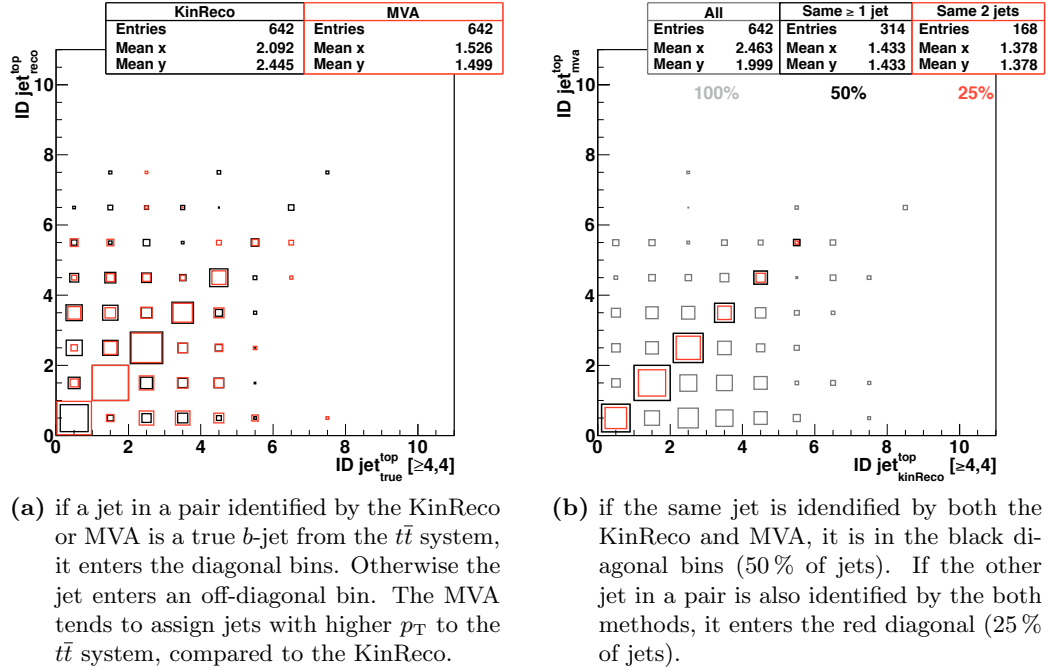 KinReco MVA
Entries 642 Entries 642
Mean x 2.092 Mean x 1.526
Mean y 2.445 Mean y 1.499
ID jet^top_reco
10
8
6
4
2
0
0 2 4 6 8 10
ID jet^top_true [≥4,4]
All Same ≥ 1 jet Same 2 jets
Entries 642 Entries 314 Entries 168
Mean x 2.463 Mean x 1.433 Mean x 1.378
Mean y 1.999 Mean y 1.433 Mean y 1.378
100% 50% 25%
ID jet^top_mva
10
8
6
4
2
0
0 2 4 6 8 10
ID jet^top_kinReco [≥4,4]
(a) if a jet in a pair identified by the KinReco
or MVA is a true b-jet from the tt̄ system,
it enters the diagonal bins. Otherwise the
jet enters an off-diagonal bin. The MVA
tends to assign jets with higher p_T to the
tt̄ system, compared to the KinReco.
(b) if the same jet is idendified by both the
KinReco and MVA, it is in the black di-
agonal bins (50 % of jets). If the other
jet in a pair is also identified by the both
methods, it enters the red diagonal (25 %
of jets).